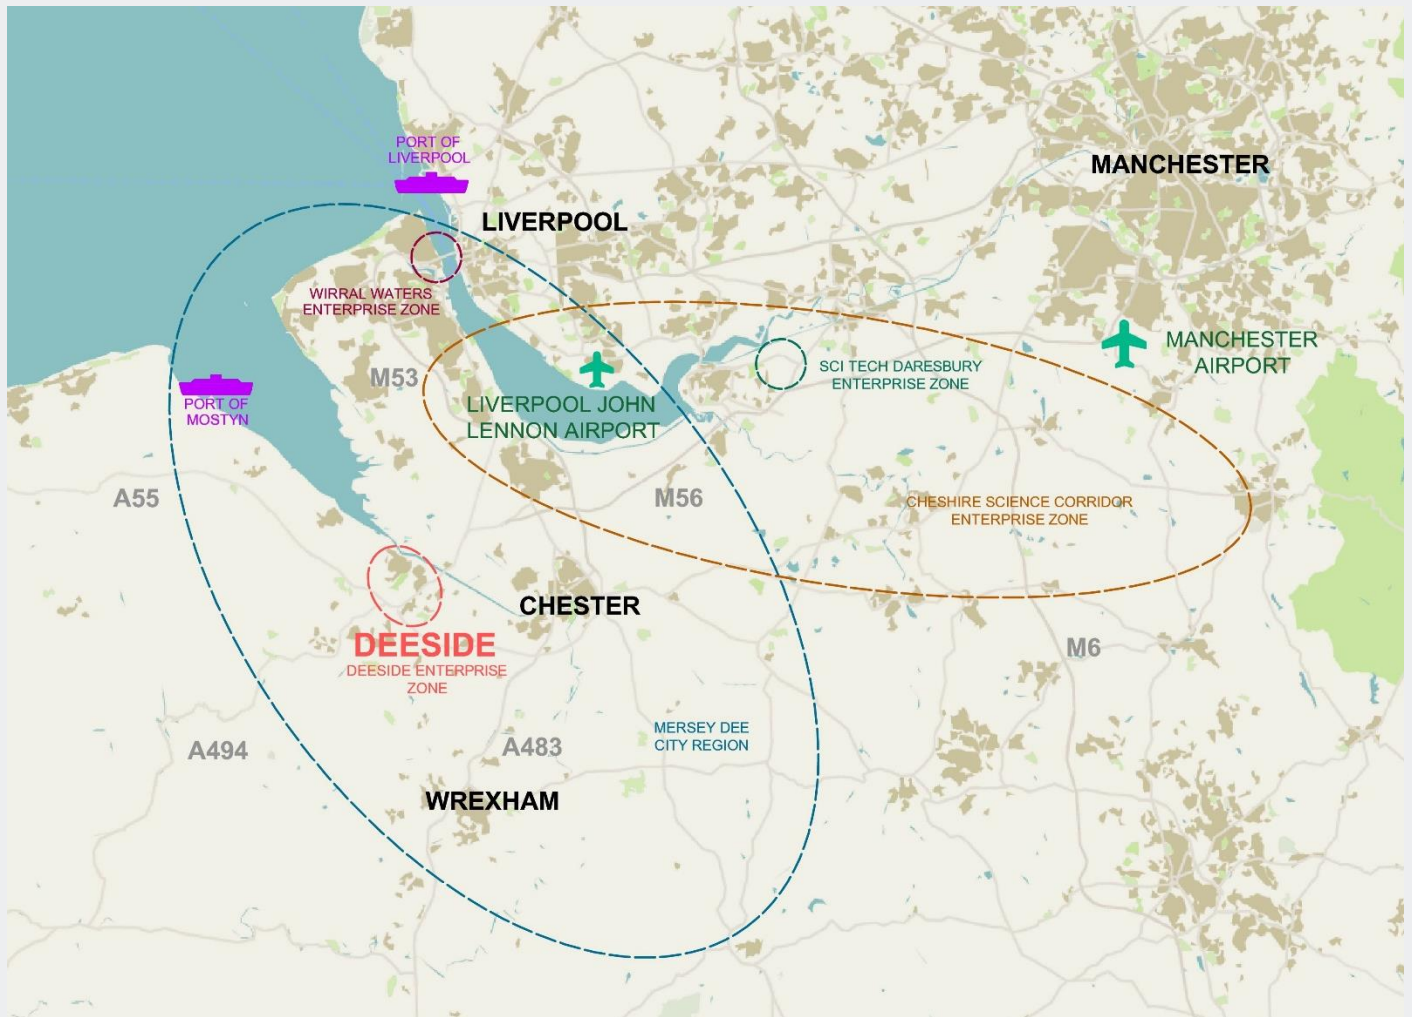 PORT OF
LIVERPOOL
MANCHESTER
LIVERPOOL
WIRRAL WATERS
ENTERPRISE ZONE
MANCHESTER
AIRPORT
SCI TECH DARESBURY
ENTERPRISE ZONE
M53
PORT OF
MOSTYN
LIVERPOOL JOHN
LENNON AIRPORT
A55
M56
CHESHIRE SCIENCE CORRIDOR
ENTERPRISE ZONE
CHESTER
DEESIDE
DEESIDE ENTERPRISE
ZONE
M6
MERSEY DEE
CITY REGION
A494
A483
WREXHAM